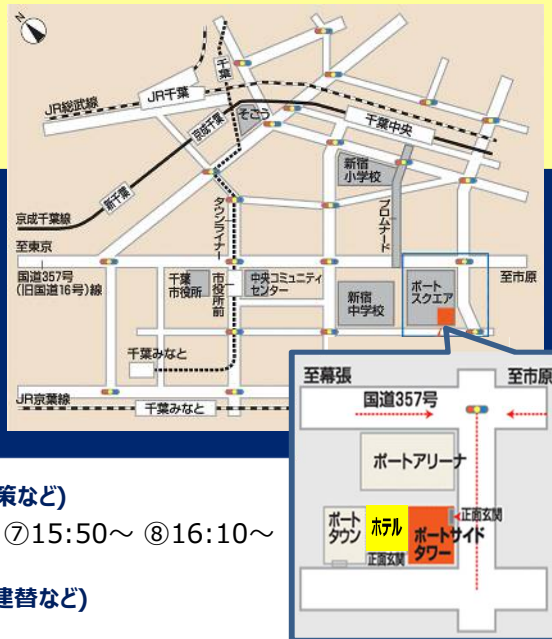 N
千葉
JR総武線
JR千葉
そごう
京成千葉
千葉中央
新千葉
新宿
小学校
京成千葉線
タウンライナー
プロムナード
至東京
国道357号
(旧国道16号)線
千葉
市役所
市役所前
中央コミュニティ
センター
新宿
中学校
ポート
スクエア
至市原
千葉みなと
JR京葉線
千葉みなと
至幕張
至市原
国道357号
ポートアリーナ
正面玄関
ポート
タウン
ホテル
ポートサイド
タワー
正面玄関
策など)
⑦15:50～ ⑧16:10～
建替など)